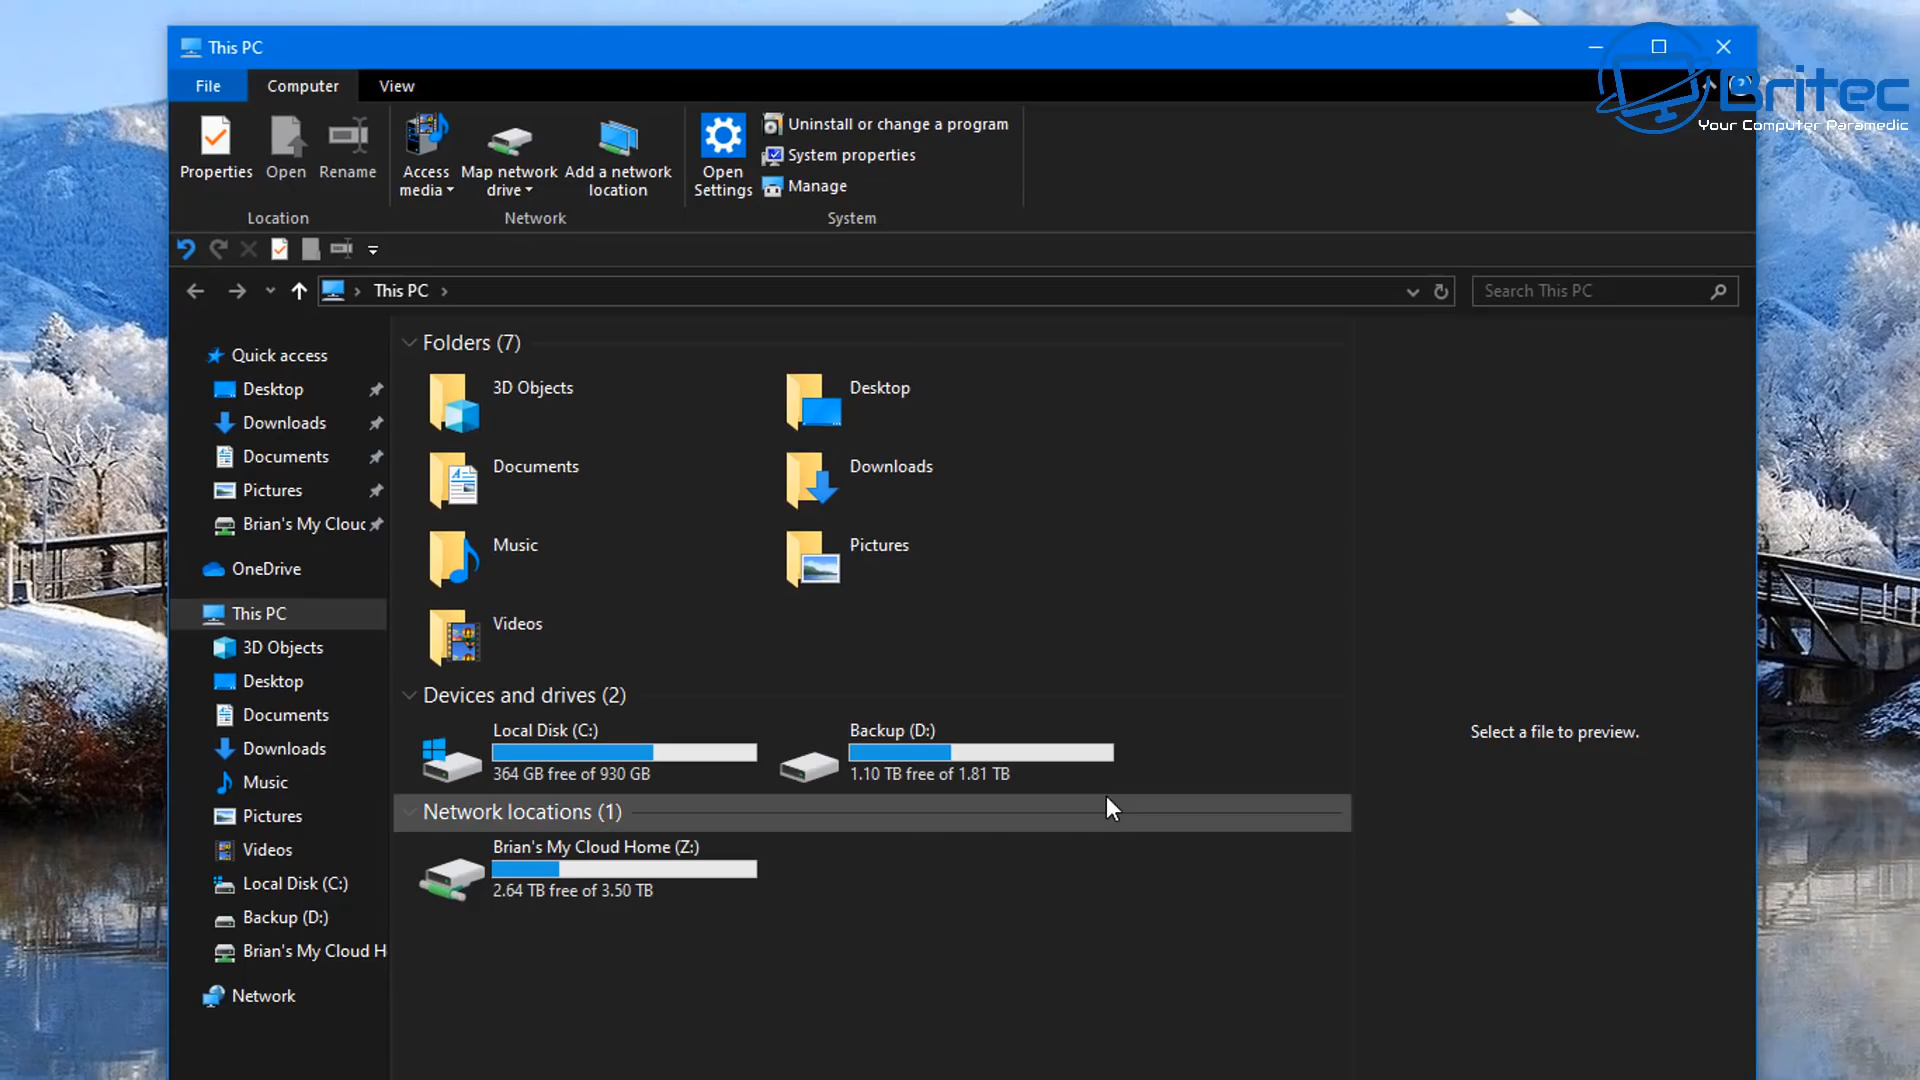 This PC
File
Computer
View
Properties
Open
Rename
Access
media
Map network
drive
Add a network
location
Open
Settings
Uninstall or change a program
System properties
Manage
Location
Network
System
This PC
Search This PC
Quick access
Desktop
Downloads
Documents
Pictures
Brian's My Clouc
OneDrive
This PC
3D Objects
Desktop
Documents
Downloads
Music
Pictures
Videos
Local Disk (C:)
Backup (D:)
Brian's My Cloud H
Network
Folders (7)
3D Objects
Desktop
Documents
Downloads
Music
Pictures
Videos
Devices and drives (2)
Local Disk (C:)
364 GB free of 930 GB
Backup (D:)
1.10 TB free of 1.81 TB
Network locations (1)
Brian's My Cloud Home (Z:)
2.64 TB free of 3.50 TB
Select a file to preview.
Britec
Your Computer Paramedic